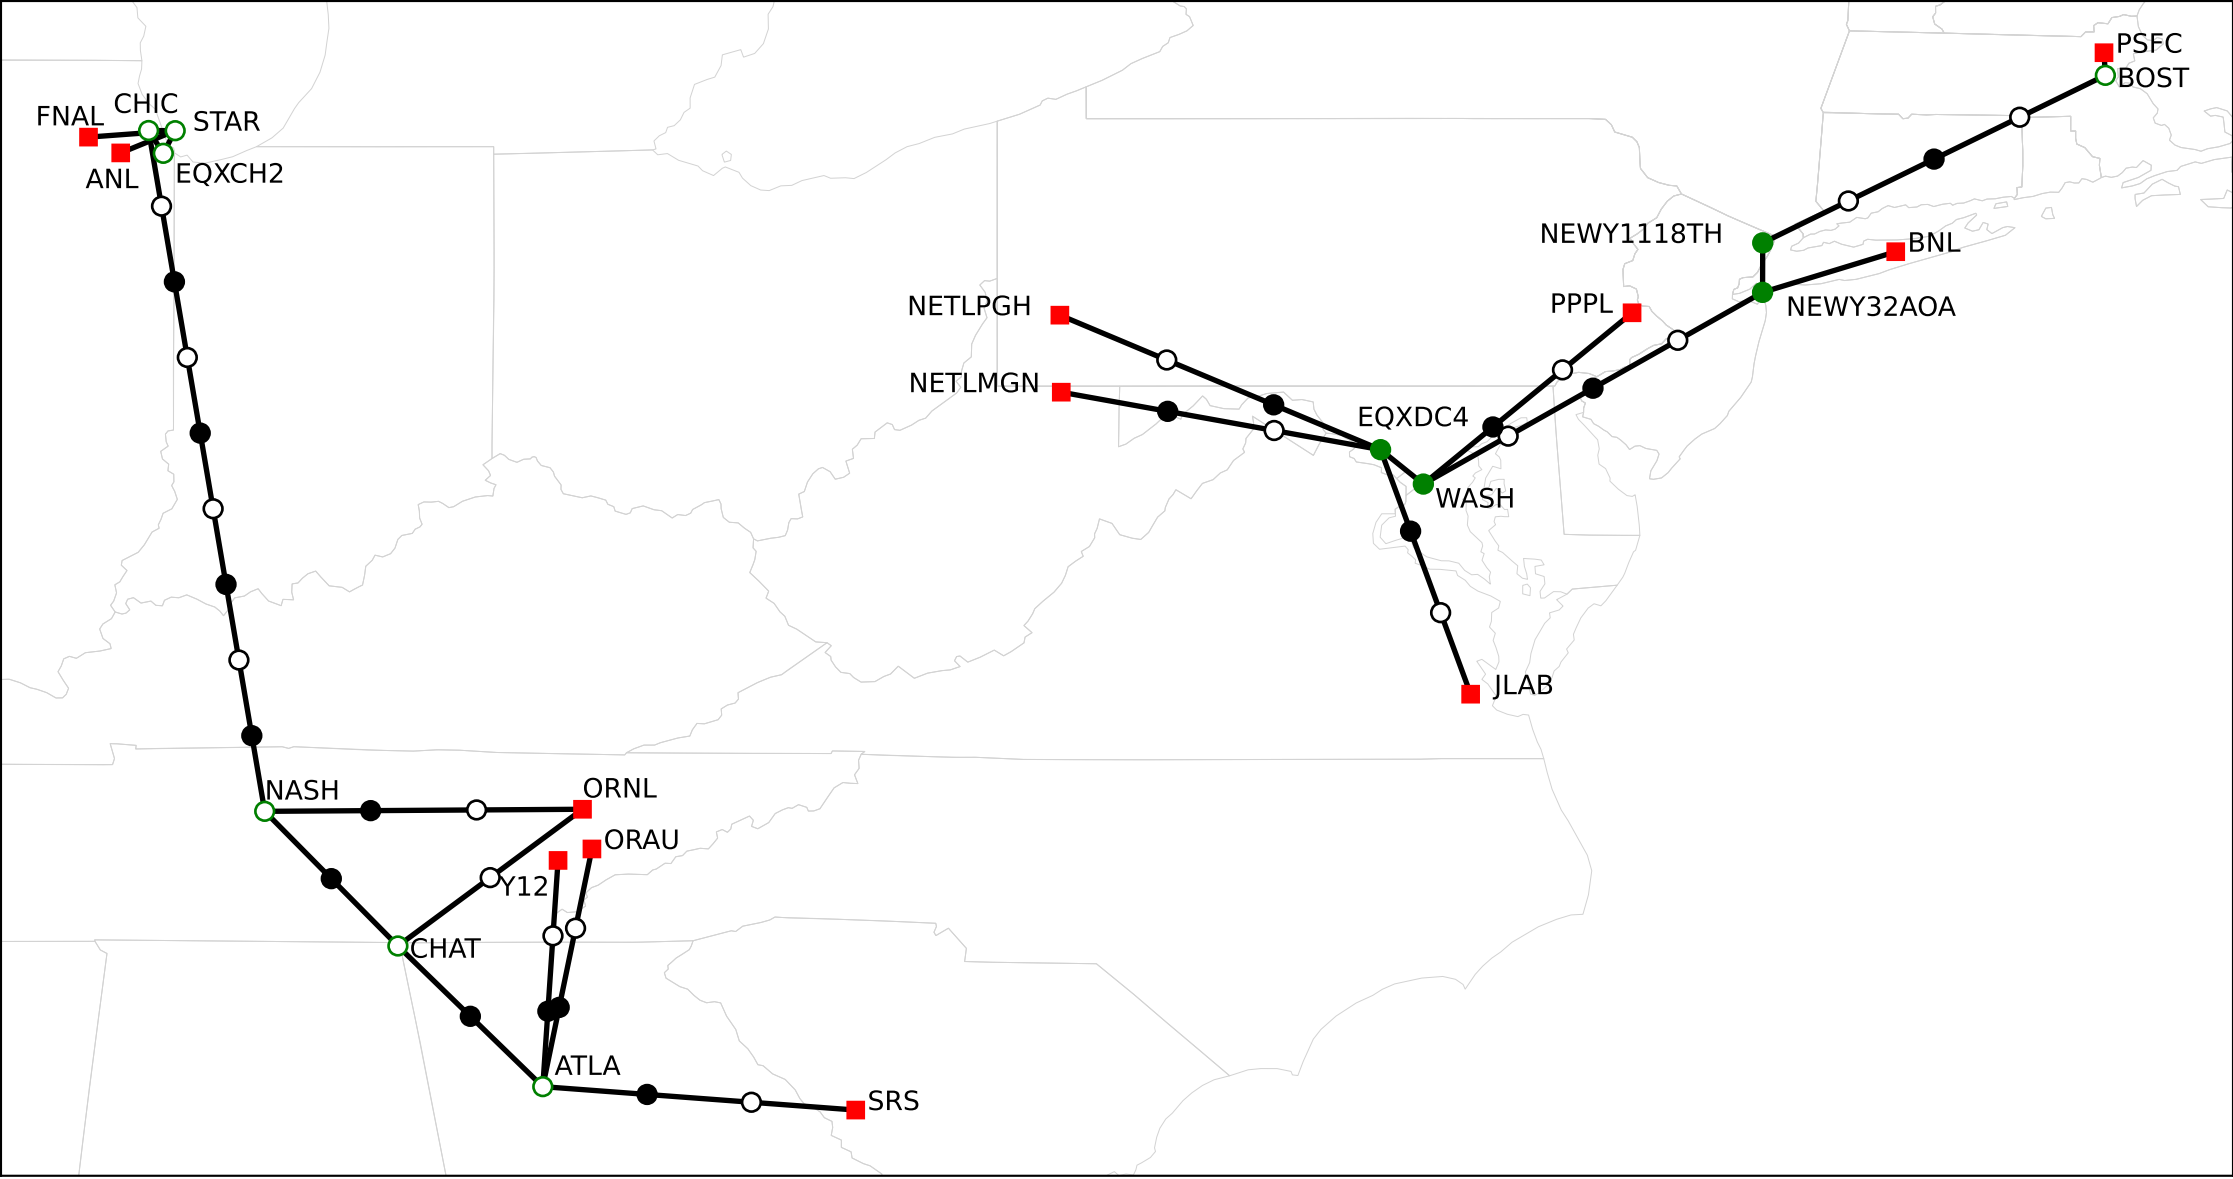 PSFC
BOST
CHIC
FNAL
STAR
ANL
EQXCH2
NEWY1118TH
BNL
NETLPGH
PPPL
NEWY32AOA
NETLMGN
EQXDC4
WASH
JLAB
NASH
ORNL
ORAU
Y12
CHAT
ATLA
SRS